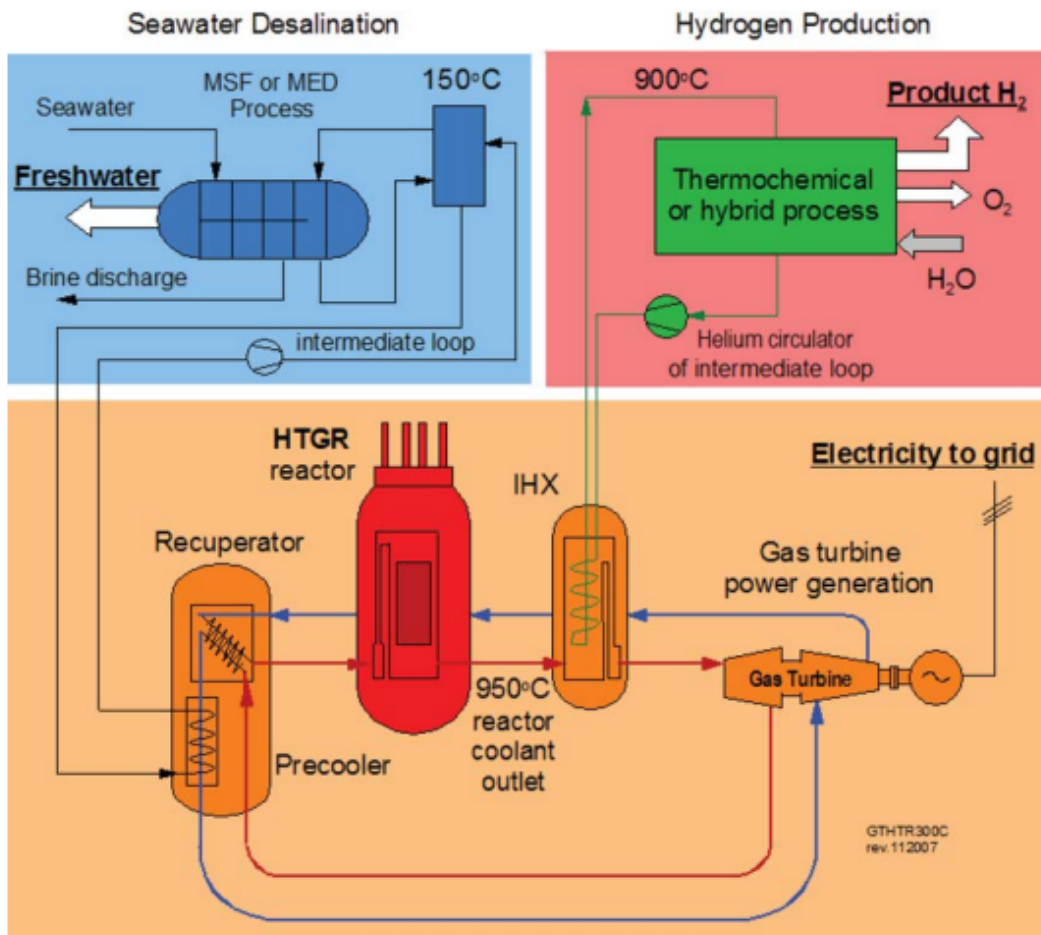 Seawater Desalination
Hydrogen Production
MSF or MED
Process
150°C
Seawater
Freshwater
Brine discharge
intermediate loop
900°C
Product H₂
Thermochemical
or hybrid process
O₂
H₂O
Helium circulator
of intermediate loop
HTGR
reactor
IHX
Electricity to grid
Recuperator
Gas turbine
power generation
Gas Turbine
950°C
reactor
coolant
outlet
Precooler
GTHTR300C
rev.112007